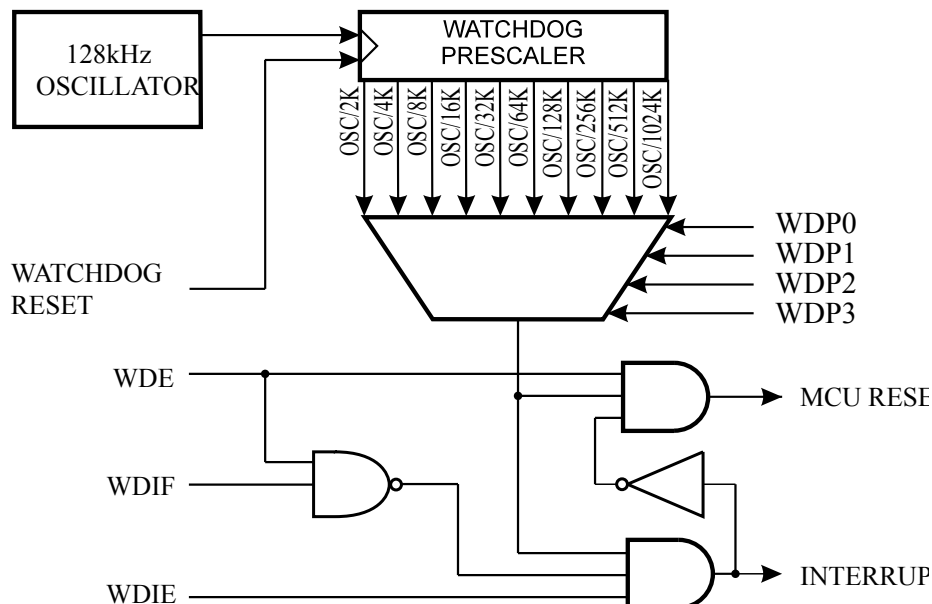 128kHz
OSCILLATOR
WATCHDOG
PRESCALER
OSC/2K
OSC/4K
OSC/8K
OSC/16K
OSC/32K
OSC/64K
OSC/128K
OSC/256K
OSC/512K
OSC/1024K
WDP0
WDP1
WDP2
WDP3
WATCHDOG
RESET
WDE
MCU RESE
WDIF
INTERRUP
WDIE